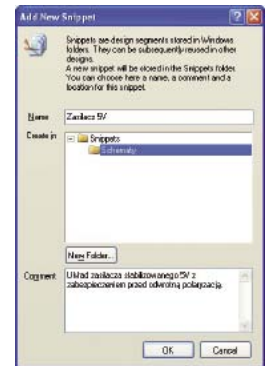 Add New Snippet
Snippets are design segments stored in Windows
folders. They can be subsequently reused in other
designs.
A new snippet will be stored in the Snippets folder.
You can choose here a name, a comment and a
location for this snippet.
Name
Zasilacz 5V
Create in
Snippets
Schematy
New Folder...
Comment
Układ zasilacza stabilizowanego 5V z
zabezpieczeniem przed odwrotną polaryzacją.
OK
Cancel